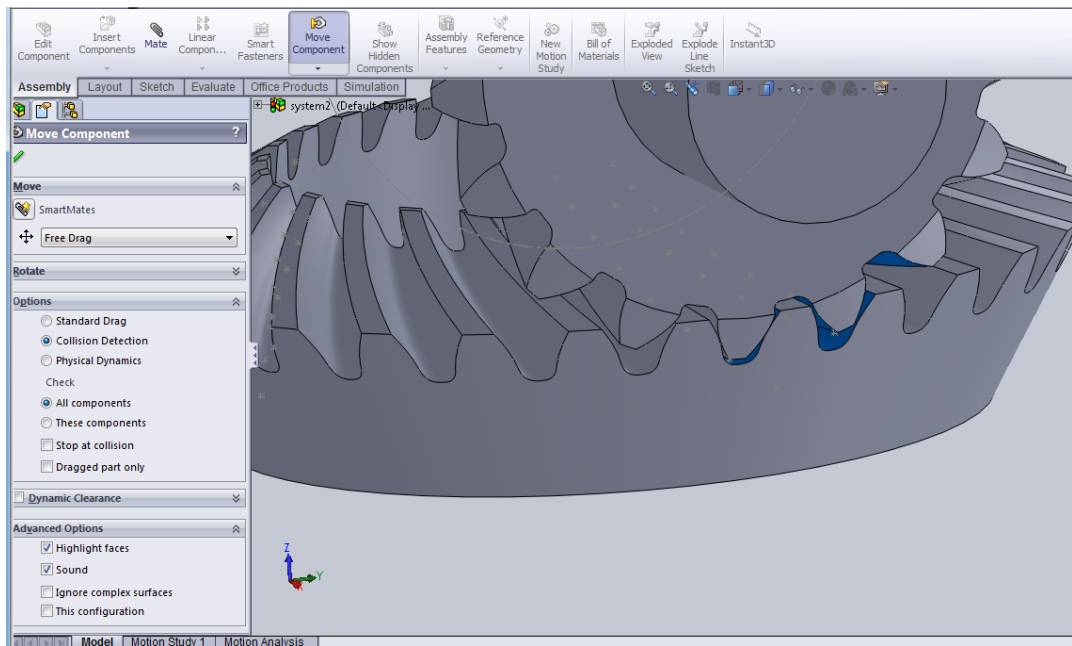 Edit Component
Insert Components
Mate
Linear Compon...
Smart Fasteners
Move Component
Show Hidden Components
Assembly Features
Reference Geometry
New Motion Study
Bill of Materials
Exploded View
Explode Line Sketch
Instant3D
Assembly
Layout
Sketch
Evaluate
Office Products
Simulation
system2 (Default<Display ...
Move Component
?
Move
SmartMates
Free Drag
Rotate
Options
Standard Drag
Collision Detection
Physical Dynamics
Check
All components
These components
Stop at collision
Dragged part only
Dynamic Clearance
Advanced Options
Highlight faces
Sound
Ignore complex surfaces
This configuration
Z
Y
Model
Motion Study 1
Motion Analysis